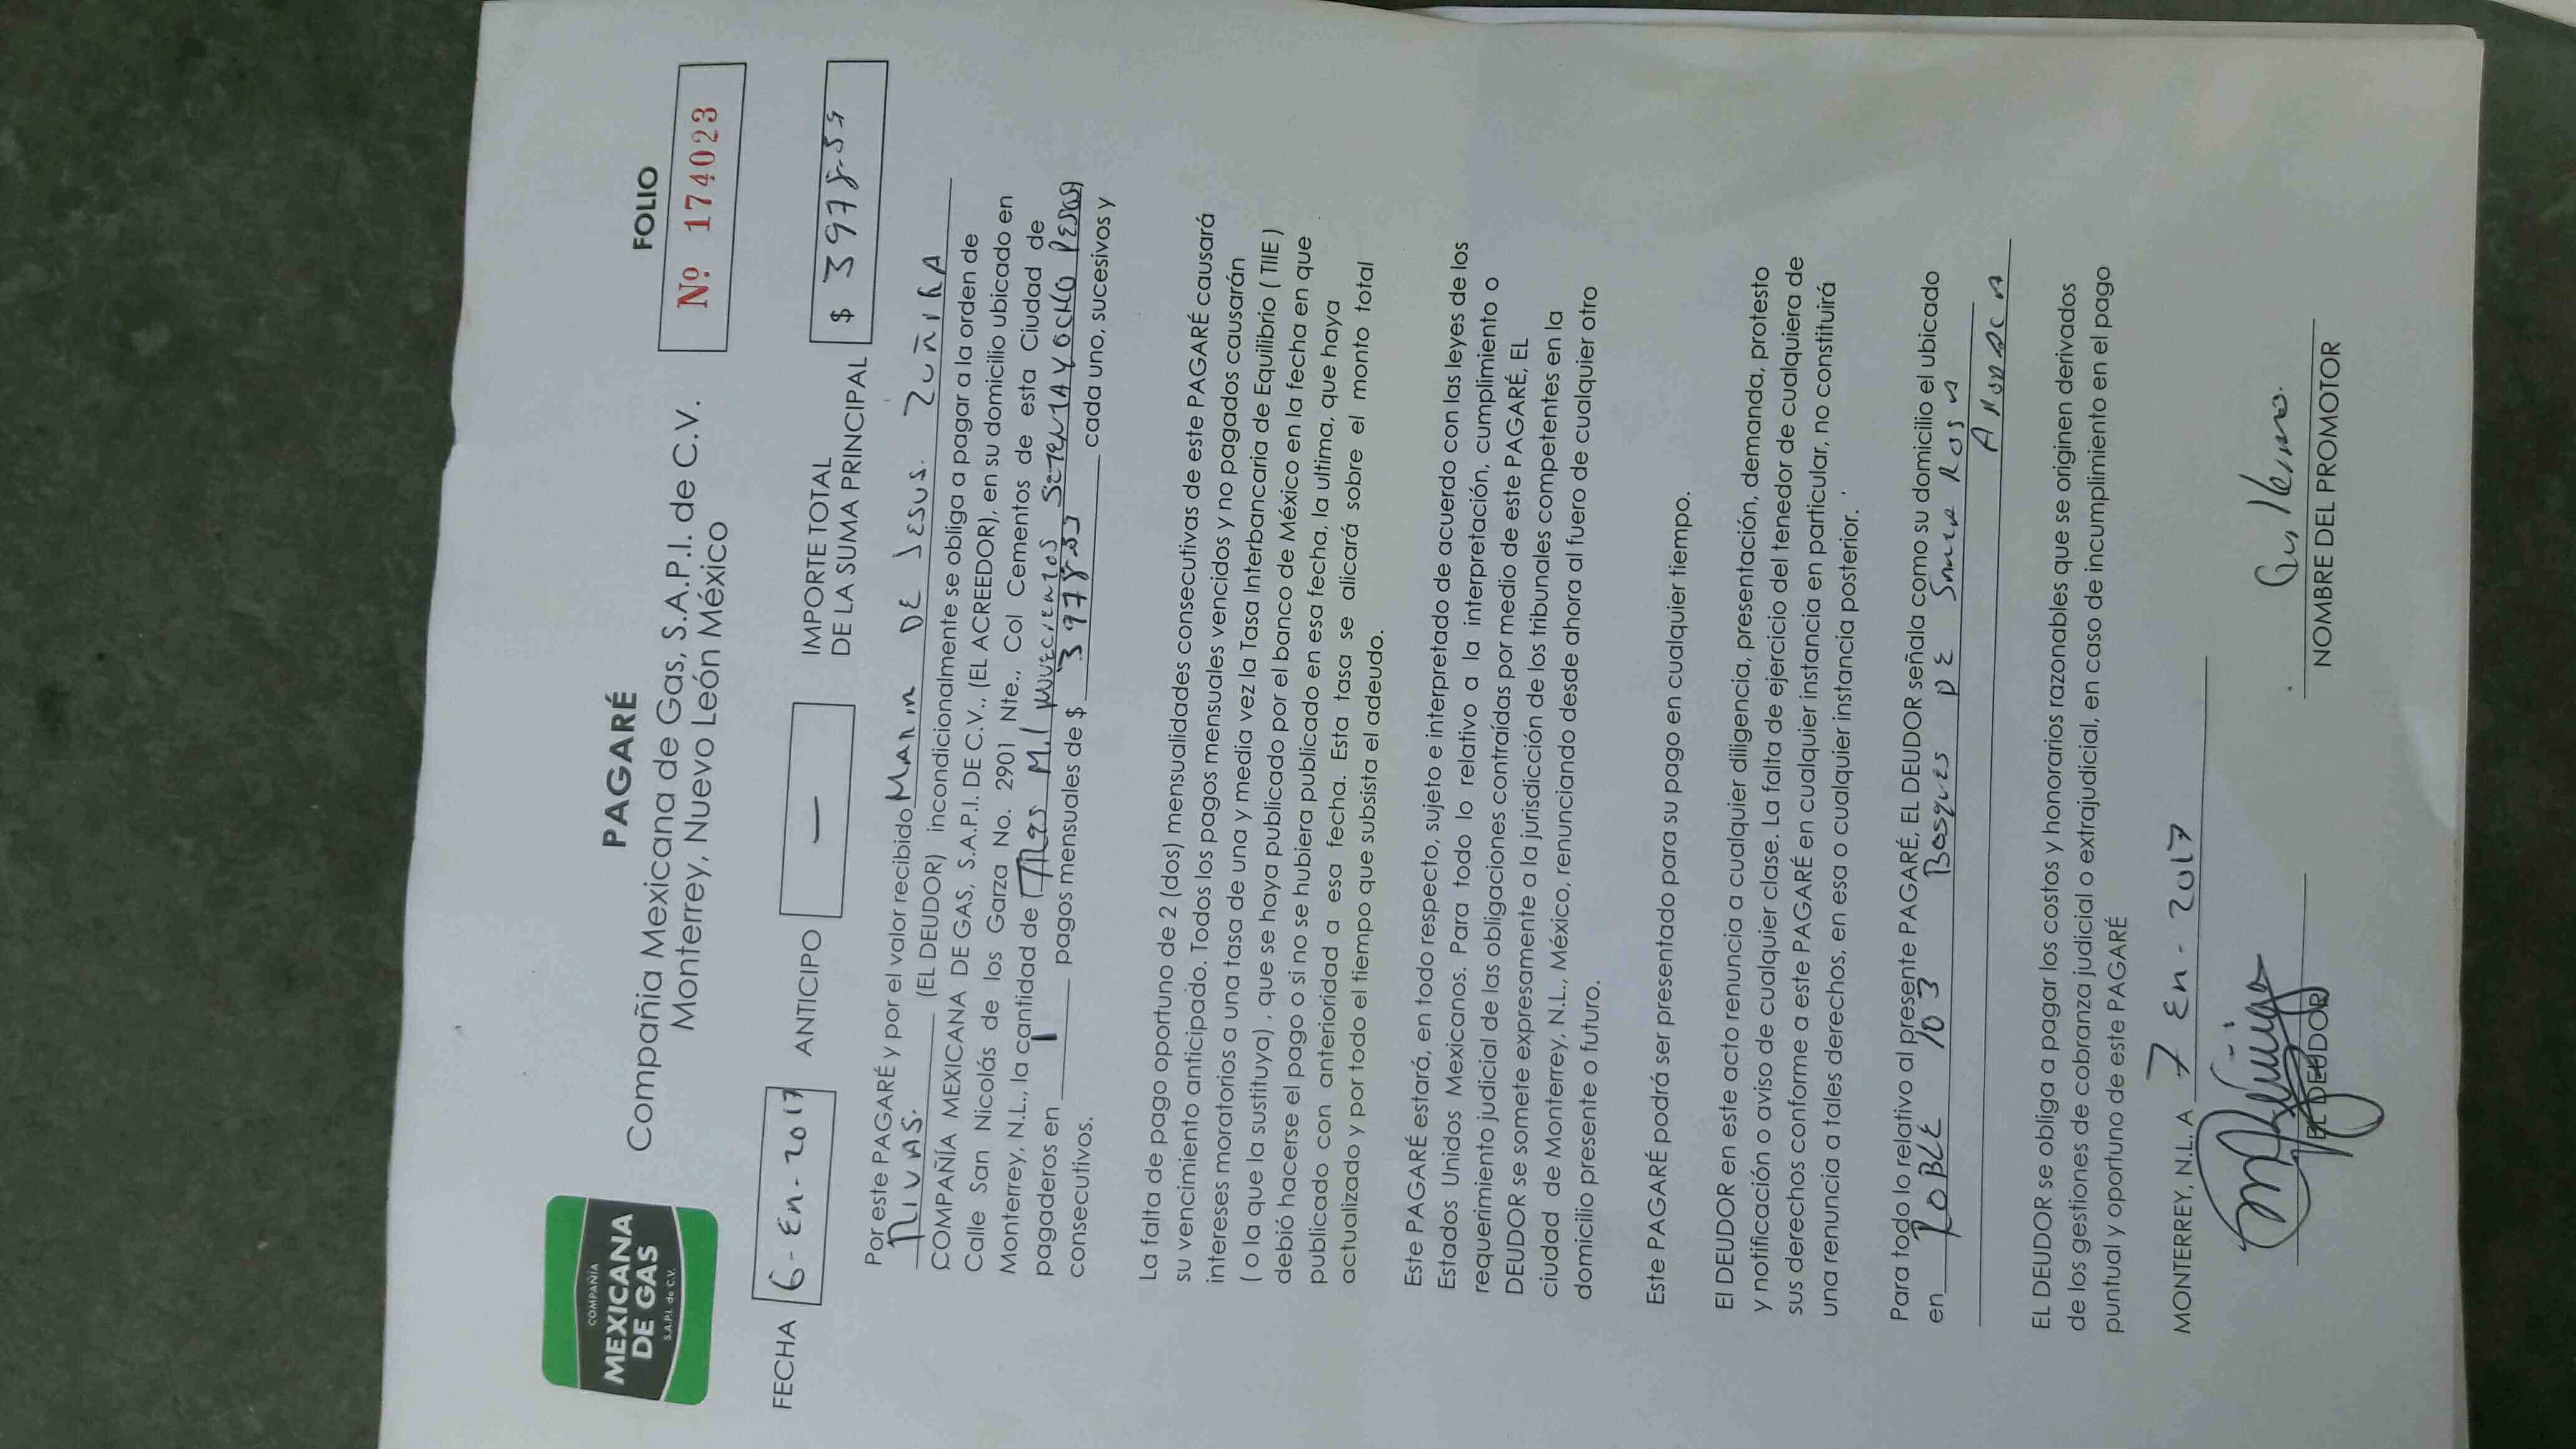 COMPAÑÍA
MEXICANA
DE GAS
S.A.P.I. de C.V.
PAGARÉ
Compañia Mexicana de Gas, S.A.P.I. de C.V.
Monterrey, Nuevo León México
FOLIO
Nº 174023
FECHA 6-En-2017 ANTICIPO — IMPORTE TOTAL
DE LA SUMA PRINCIPAL $ 3978.
Por este PAGARÉ y por el valor recibido DE JESUS. ZUÑIRA
RIVAS. (EL DEUDOR) incondicionalmente se obliga a pagar a la orden de
COMPAÑÍA MEXICANA DE GAS, S.A.P.I. DE C.V., (EL ACREEDOR), en su domicilio ubicado en
Calle San Nicolás de los Garza No. 2901 Nte., Col Cementos de esta Ciudad de
Monterrey, N.L., la cantidad de TRES Mil NUVECIENTOS SETENTA Y OCHO PESOS
pagaderos en 1 pagos mensuales de $ 3978. cada uno, sucesivos y
consecutivos.
La falta de pago oportuno de 2 (dos) mensualidades consecutivas de este PAGARÉ causará
su vencimiento anticipado. Todos los pagos mensuales vencidos y no pagados causarán
intereses moratorios a una tasa de una y media vez la Tasa Interbancaria de Equilibrio ( TIIE )
( o la que la sustituya) , que se haya publicado por el banco de México en la fecha en que
debió hacerse el pago o si no se hubiera publicado en esa fecha, la ultima, que haya
publicado con anterioridad a esa fecha. Esta tasa se alicará sobre el monto total
actualizado y por todo el tiempo que subsista el adeudo.
Este PAGARÉ estará, en todo respecto, sujeto e interpretado de acuerdo con las leyes de los
Estados Unidos Mexicanos. Para todo lo relativo a la interpretación, cumplimiento o
requerimiento judicial de las obligaciones contraídas por medio de este PAGARÉ, EL
DEUDOR se somete expresamente a la jurisdicción de los tribunales competentes en la
ciudad de Monterrey, N.L., México, renunciando desde ahora al fuero de cualquier otro
domicilio presente o futuro.
Este PAGARÉ podrá ser presentado para su pago en cualquier tiempo.
El DEUDOR en este acto renuncia a cualquier diligencia, presentación, demanda, protesto
y notificación o aviso de cualquier clase. La falta de ejercicio del tenedor de cualquiera de
sus derechos conforme a este PAGARÉ en cualquier instancia en particular, no constituirá
una renuncia a tales derechos, en esa o cualquier instancia posterior.
Para todo lo relativo al presente PAGARÉ, EL DEUDOR señala como su domicilio el ubicado
en ROBLE 103 Bosques DE Santa Rosa
EL DEUDOR se obliga a pagar los costos y honorarios razonables que se originen derivados
de los gestiones de cobranza judicial o extrajudicial, en caso de incumplimiento en el pago
puntual y oportuno de este PAGARÉ
MONTERREY, N.L. A 7 En - 2017
EL DEUDOR
NOMBRE DEL PROMOTOR